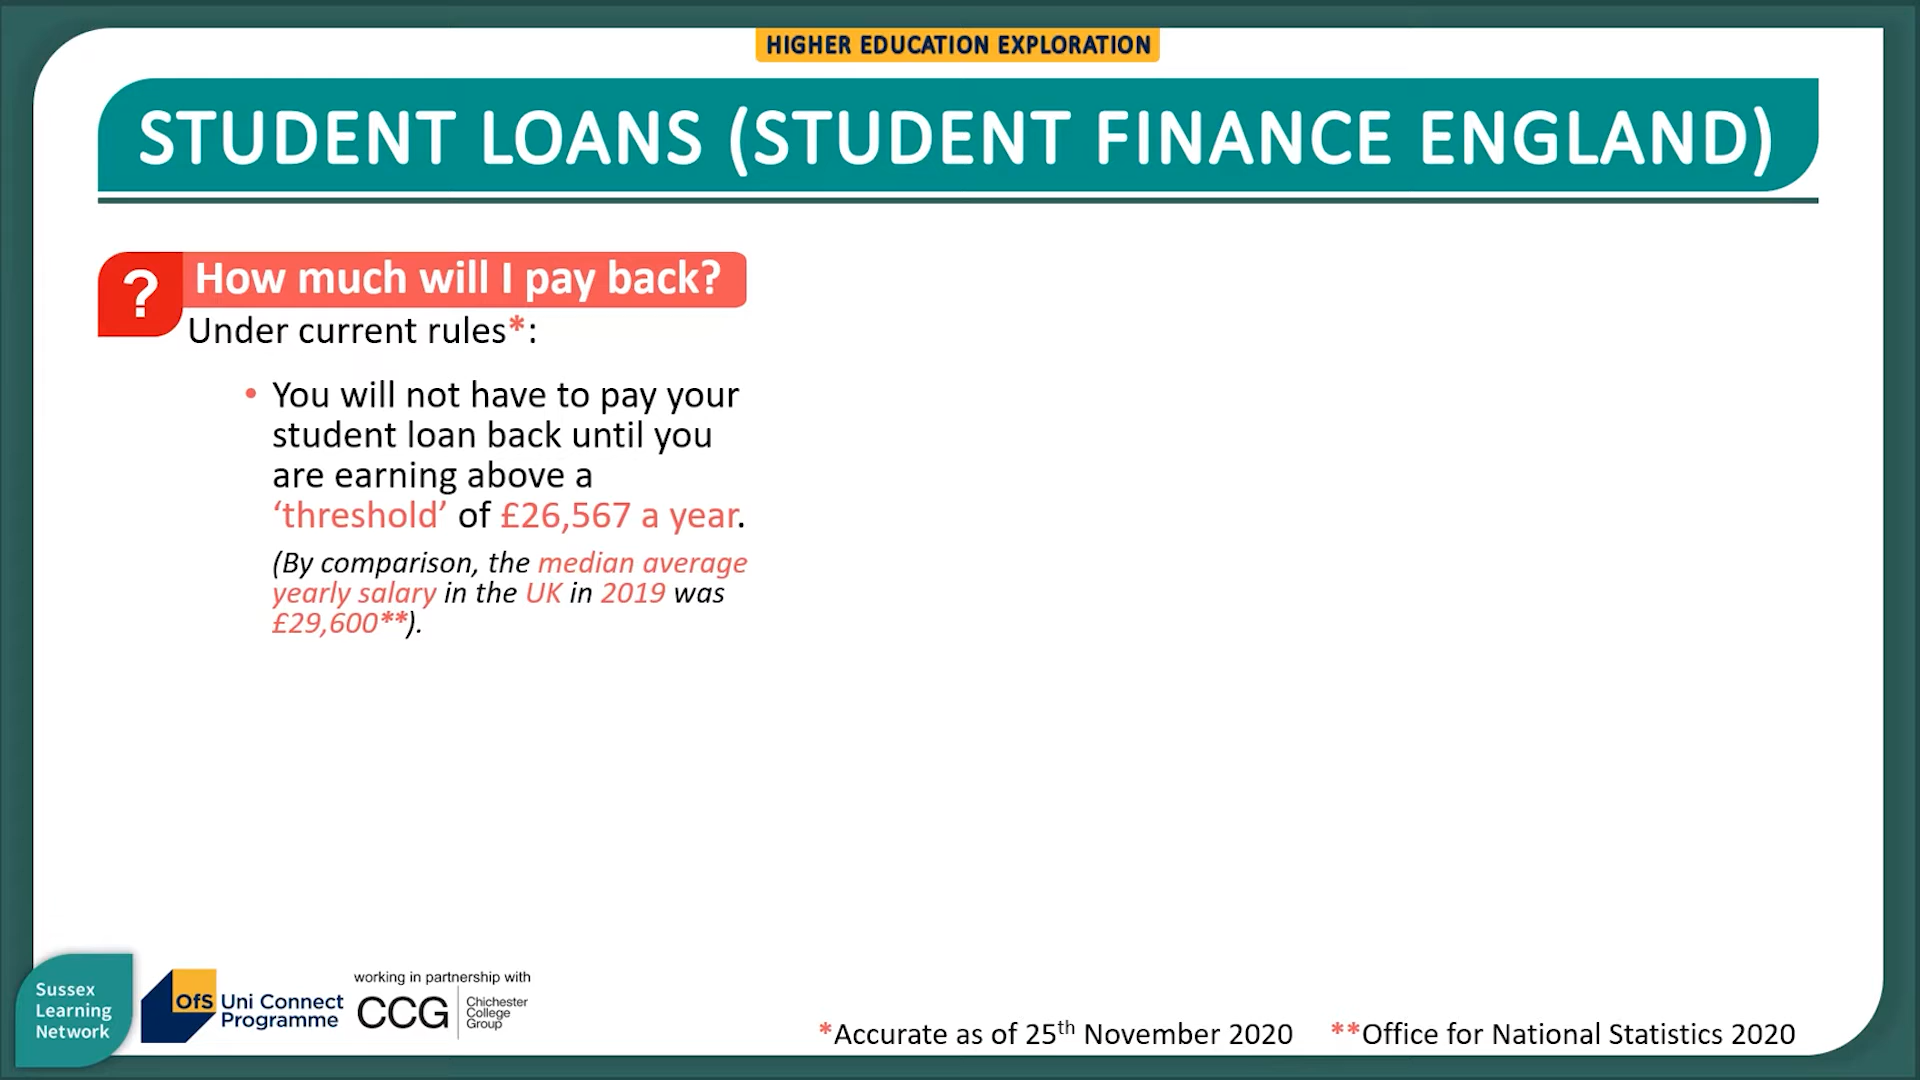 HIGHER EDUCATION EXPLORATION
STUDENT LOANS (STUDENT FINANCE ENGLAND)
? How much will I pay back?
Under current rules*:
• You will not have to pay your
student loan back until you
are earning above a
‘threshold’ of £26,567 a year.
(By comparison, the median average
yearly salary in the UK in 2019 was
£29,600**).
Sussex
Learning
Network
OfS Uni Connect
Programme
working in partnership with
CCG
Chichester
College
Group
*Accurate as of 25th November 2020 **Office for National Statistics 2020